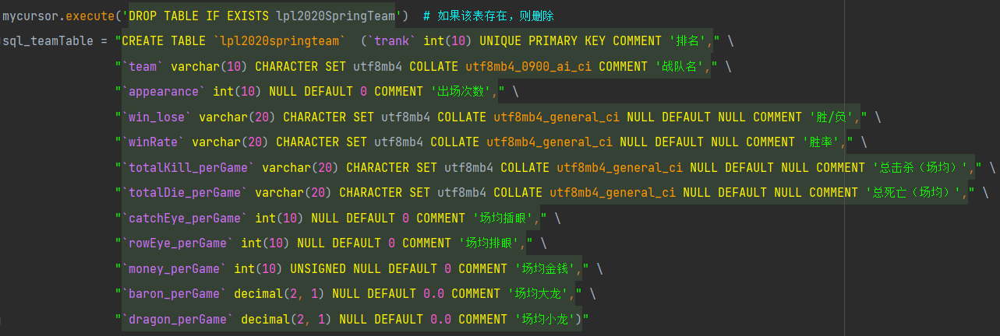 mycursor.execute('DROP TABLE IF EXISTS lpl2020SpringTeam')  # 如果该表存在，则删除
sql_teamTable = "CREATE TABLE `lpl2020springteam`  (`trank` int(10) UNIQUE PRIMARY KEY COMMENT '排名'," \
"`team` varchar(10) CHARACTER SET utf8mb4 COLLATE utf8mb4_0900_ai_ci COMMENT '战队名'," \
"`appearance` int(10) NULL DEFAULT 0 COMMENT '出场次数'," \
"`win_lose` varchar(20) CHARACTER SET utf8mb4 COLLATE utf8mb4_general_ci NULL DEFAULT NULL COMMENT '胜/负'," \
"`winRate` varchar(20) CHARACTER SET utf8mb4 COLLATE utf8mb4_general_ci NULL DEFAULT NULL COMMENT '胜率'," \
"`totalKill_perGame` varchar(20) CHARACTER SET utf8mb4 COLLATE utf8mb4_general_ci NULL DEFAULT NULL COMMENT '总击杀（场均）'," \
"`totalDie_perGame` varchar(20) CHARACTER SET utf8mb4 COLLATE utf8mb4_general_ci NULL DEFAULT NULL COMMENT '总死亡（场均）'," \
"`catchEye_perGame` int(10) NULL DEFAULT 0 COMMENT '场均插眼'," \
"`rowEye_perGame` int(10) NULL DEFAULT 0 COMMENT '场均排眼'," \
"`money_perGame` int(10) UNSIGNED NULL DEFAULT 0 COMMENT '场均金钱'," \
"`baron_perGame` decimal(2, 1) NULL DEFAULT 0.0 COMMENT '场均大龙'," \
"`dragon_perGame` decimal(2, 1) NULL DEFAULT 0.0 COMMENT '场均小龙')"